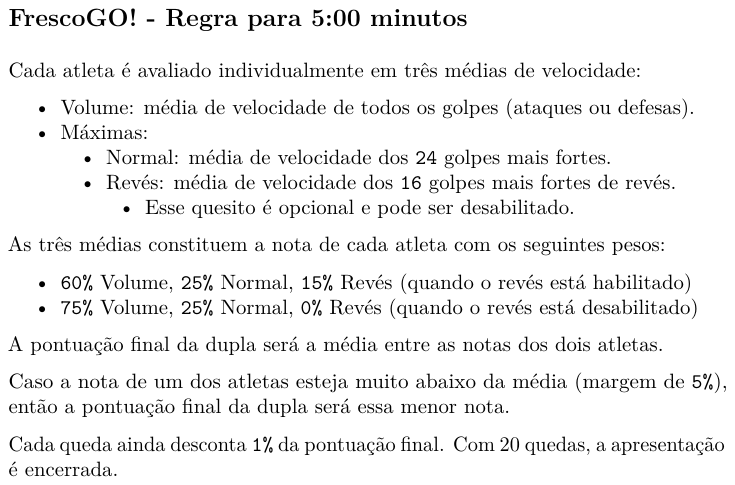 FrescoGO! - Regra para 5:00 minutos
Cada atleta é avaliado individualmente em três médias de velocidade:
• Volume: média de velocidade de todos os golpes (ataques ou defesas).
• Máximas:
• Normal: média de velocidade dos 24 golpes mais fortes.
• Revés: média de velocidade dos 16 golpes mais fortes de revés.
• Esse quesito é opcional e pode ser desabilitado.
As três médias constituem a nota de cada atleta com os seguintes pesos:
• 60% Volume, 25% Normal, 15% Revés (quando o revés está habilitado)
• 75% Volume, 25% Normal, 0% Revés (quando o revés está desabilitado)
A pontuação final da dupla será a média entre as notas dos dois atletas.
Caso a nota de um dos atletas esteja muito abaixo da média (margem de 5%),
então a pontuação final da dupla será essa menor nota.
Cada queda ainda desconta 1% da pontuação final. Com 20 quedas, a apresentação
é encerrada.